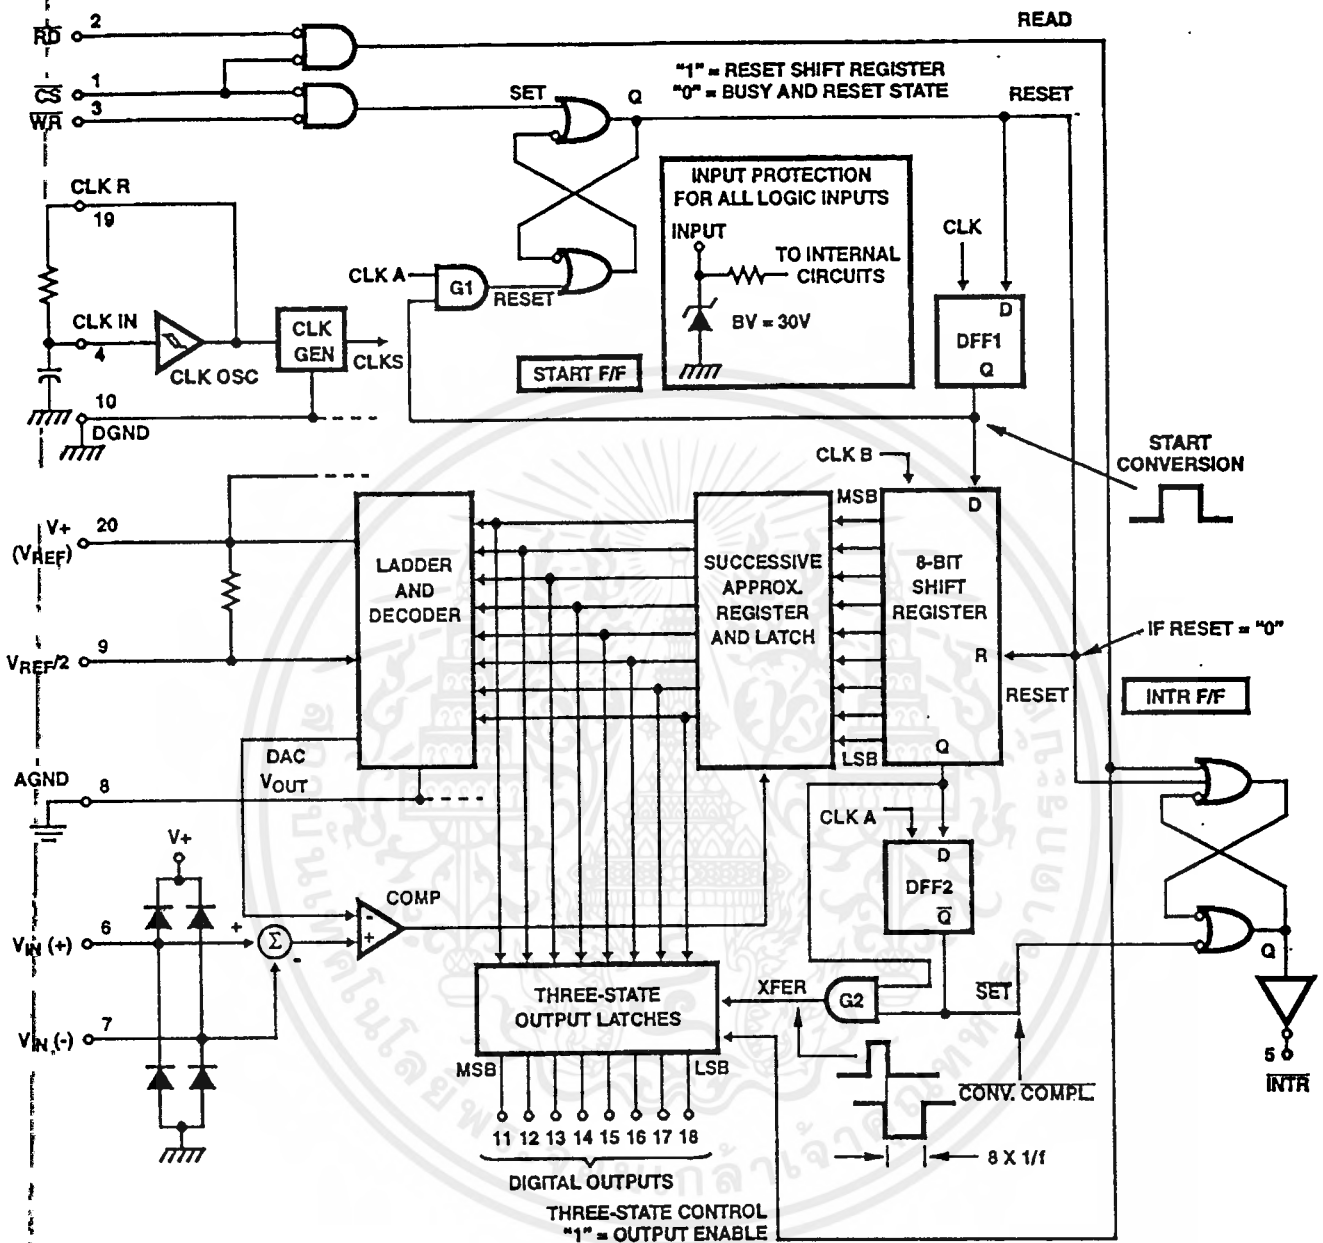 READ
RD 2
CS 1
WR 3
"1" = RESET SHIFT REGISTER
"0" = BUSY AND RESET STATE
SET
Q
RESET
INPUT PROTECTION
FOR ALL LOGIC INPUTS
INPUT
TO INTERNAL
CIRCUITS
BV = 30V
CLK R
19
CLK A
G1
RESET
CLK
D
DFF1
Q
CLK IN
4
CLK OSC
CLK
GEN
CLKS
START F/F
10
DGND
START
CONVERSION
CLK B
V+
(VREF)
20
LADDER
AND
DECODER
MSB
SUCCESSIVE
APPROX.
REGISTER
AND LATCH
D
8-BIT
SHIFT
REGISTER
R
Q
LSB
IF RESET = "0"
RESET
INTR F/F
VREF/2
9
DAC
VOUT
AGND
8
CLK A
D
DFF2
Q
V+
COMP
-
+
VIN (+)
6
+
Σ
-
VIN (-)
7
THREE-STATE
OUTPUT LATCHES
XFER
G2
SET
Q
5
INTR
MSB
LSB
CONV. COMPL.
11 12 13 14 15 16 17 18
8 X 1/f
DIGITAL OUTPUTS
THREE-STATE CONTROL
"1" = OUTPUT ENABLE